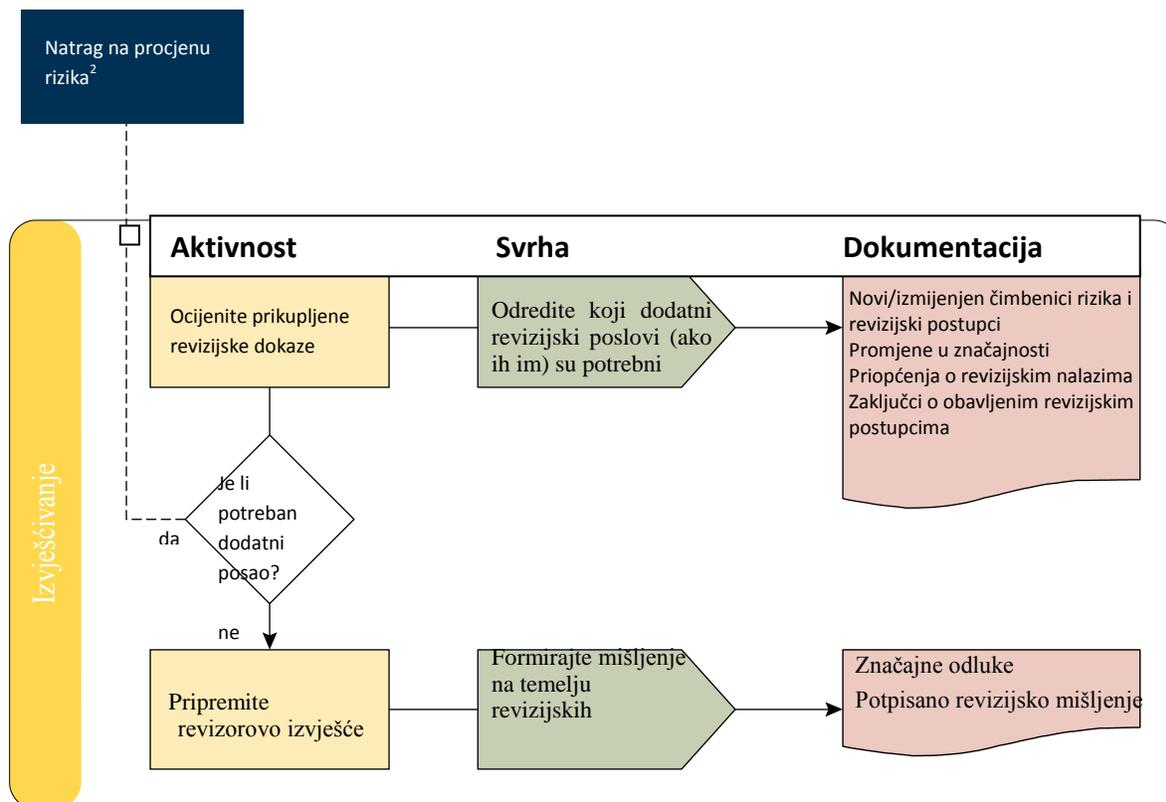 Natrag na procjenu
rizika2
Aktivnost Svrha Dokumentacija
Ocijenite prikupljene
revizijske dokaze
Odredite koji dodatni
revizijski poslovi (ako
ih im) su potrebni
Novi/izmijenjen čimbenici rizika i
revizijski postupci
Promjene u značajnosti
Priopćenja o revizijskim nalazima
Zaključci o obavljenim revizijskim
postupcima
Izvješćivanje
Je li
potreban
dodatni
posao?
da
ne
Pripremite
revizorovo izvješće
Formirajte mišljenje
na temelju
revizijskih
Značajne odluke
Potpisano revizijsko mišljenje